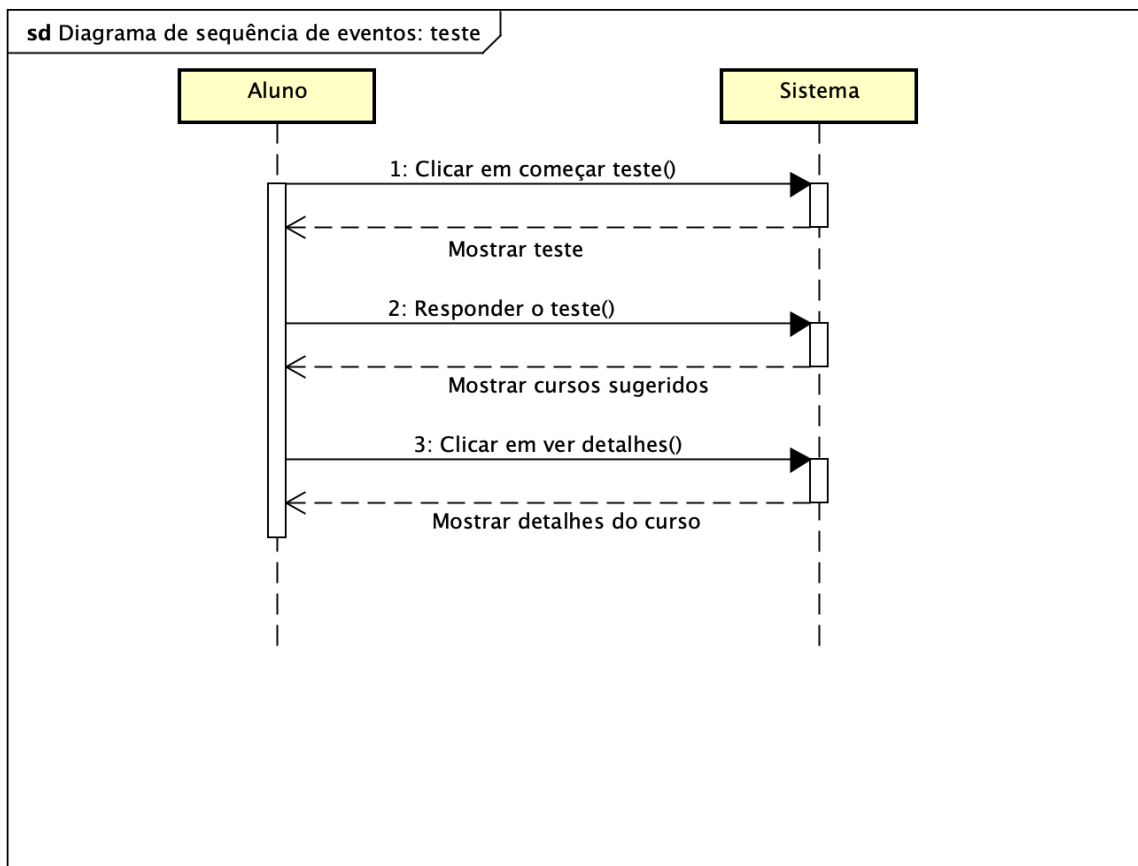 sd Diagrama de sequência de eventos: teste
Aluno
Sistema
1: Clicar em começar teste()
Mostrar teste
2: Responder o teste()
Mostrar cursos sugeridos
3: Clicar em ver detalhes()
Mostrar detalhes do curso